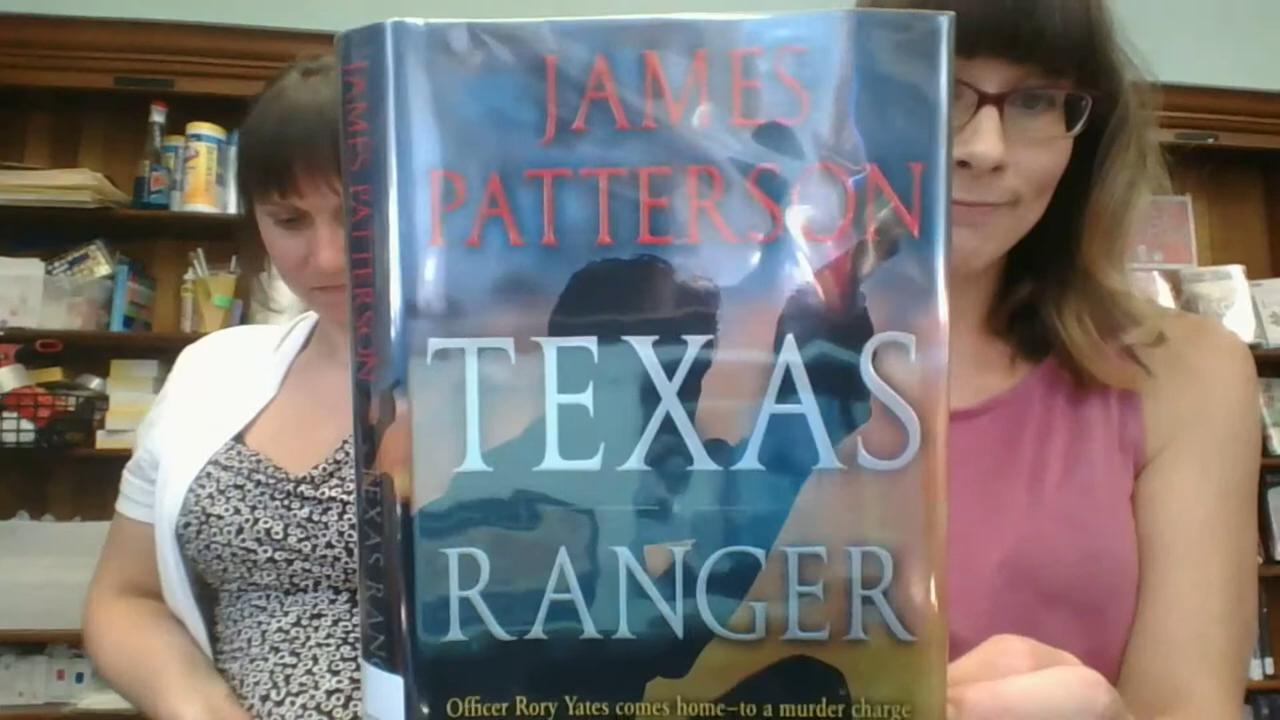 JAMES
PATTERSON
TEXAS
RANGER
Officer Rory Yates comes home–to a murder charge
JAMES PATTERSON TEXAS RAN